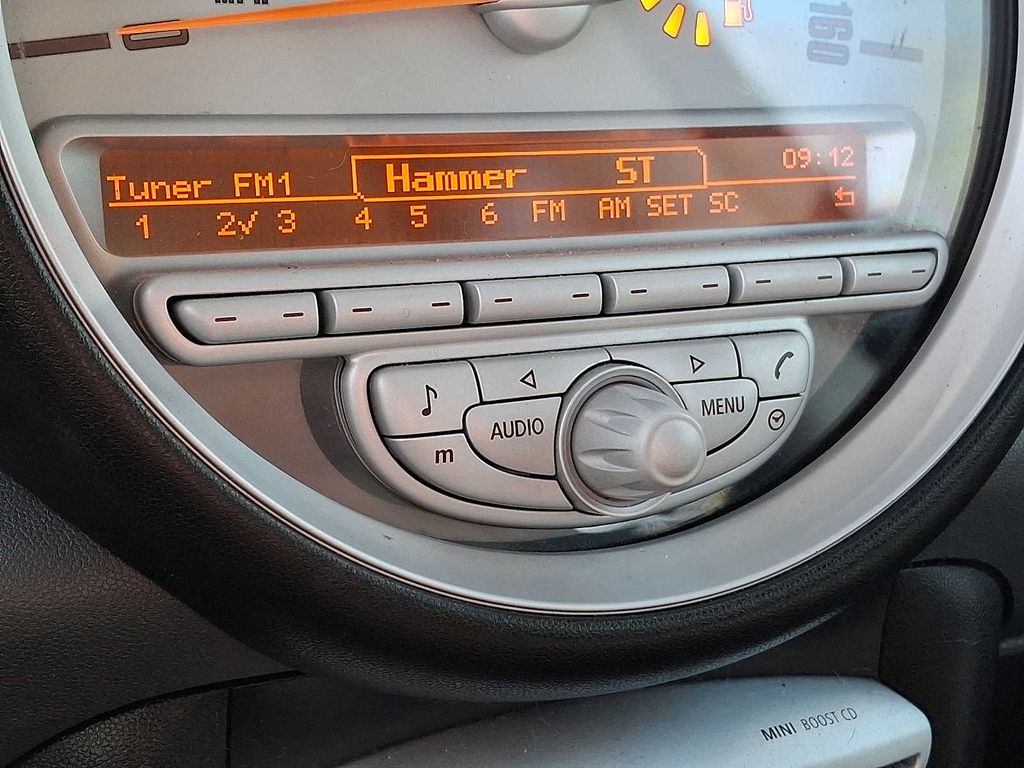 160
Hammer ST 09:12
Tuner FM1
1 2✓ 3 4 5 6 FM AM SET SC
AUDIO MENU
m
MINI BOOST CD